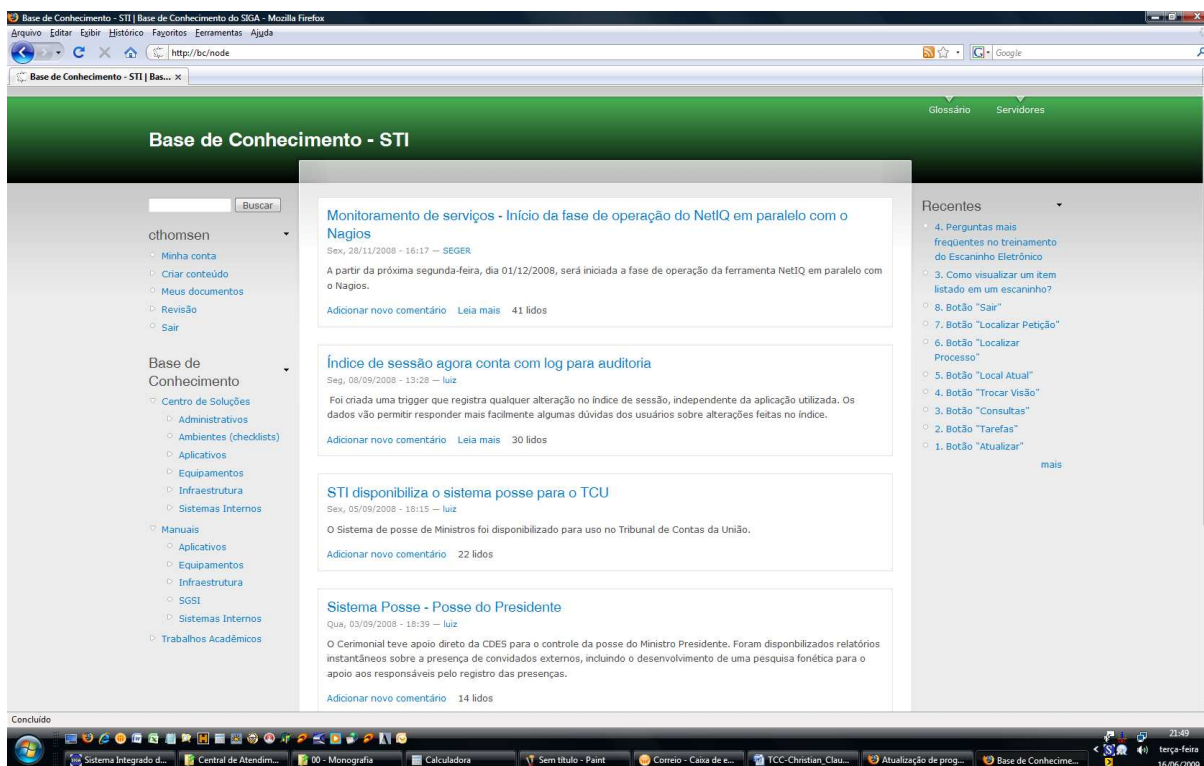 Base de Conhecimento - STI | Base de Conhecimento do SIGA - Mozilla Firefox
Arquivo Editar Exibir Histórico Favoritos Ferramentas Ajuda
http://bc/node
Google
Base de Conhecimento - STI | Bas...
Glossário Servidores
Base de Conhecimento - STI
Buscar
cthomsen
Minha conta
Criar conteúdo
Meus documentos
Revisão
Sair
Base de
Conhecimento
Centro de Soluções
Administrativos
Ambientes (checklists)
Aplicativos
Equipamentos
Infraestrutura
Sistemas Internos
Manuais
Aplicativos
Equipamentos
Infraestrutura
SGSI
Sistemas Internos
Trabalhos Acadêmicos
Monitoramento de serviços - Início da fase de operação do NetIQ em paralelo com o
Nagios
Sex, 28/11/2008 - 16:17 — SEGER
A partir da próxima segunda-feira, dia 01/12/2008, será iniciada a fase de operação da ferramenta NetIQ em paralelo com
o Nagios.
Adicionar novo comentário Leia mais 41 lidos
Índice de sessão agora conta com log para auditoria
Seg, 08/09/2008 - 13:28 — luiz
Foi criada uma trigger que registra qualquer alteração no índice de sessão, independente da aplicação utilizada. Os
dados vão permitir responder mais facilmente algumas dúvidas dos usuários sobre alterações feitas no índice.
Adicionar novo comentário Leia mais 30 lidos
STI disponibiliza o sistema posse para o TCU
Sex, 05/09/2008 - 18:15 — luiz
O Sistema de posse de Ministros foi disponibilizado para uso no Tribunal de Contas da União.
Adicionar novo comentário 22 lidos
Sistema Posse - Posse do Presidente
Qua, 03/09/2008 - 18:39 — luiz
O Cerimonial teve apoio direto da CDES para o controle da posse do Ministro Presidente. Foram disponbilizados relatórios
instantâneos sobre a presença de convidados externos, incluindo o desenvolvimento de uma pesquisa fonética para o
apoio aos responsáveis pelo registro das presenças.
Adicionar novo comentário 14 lidos
Recentes
4. Perguntas mais
freqüentes no treinamento
do Escaninho Eletrônico
3. Como visualizar um item
listado em um escaninho?
8. Botão "Sair"
7. Botão "Localizar Petição"
6. Botão "Localizar
Processo"
5. Botão "Local Atual"
4. Botão "Trocar Visão"
3. Botão "Consultas"
2. Botão "Tarefas"
1. Botão "Atualizar"
mais
Concluído
Sistema Integrado d... Central de Atendim... 00 - Monografia Calculadora Sem título - Paint Correio - Caixa de e... TCC-Christian_Clau... Atualização de prog... Base de Conhecime...
21:49
terça-feira
16/06/2009